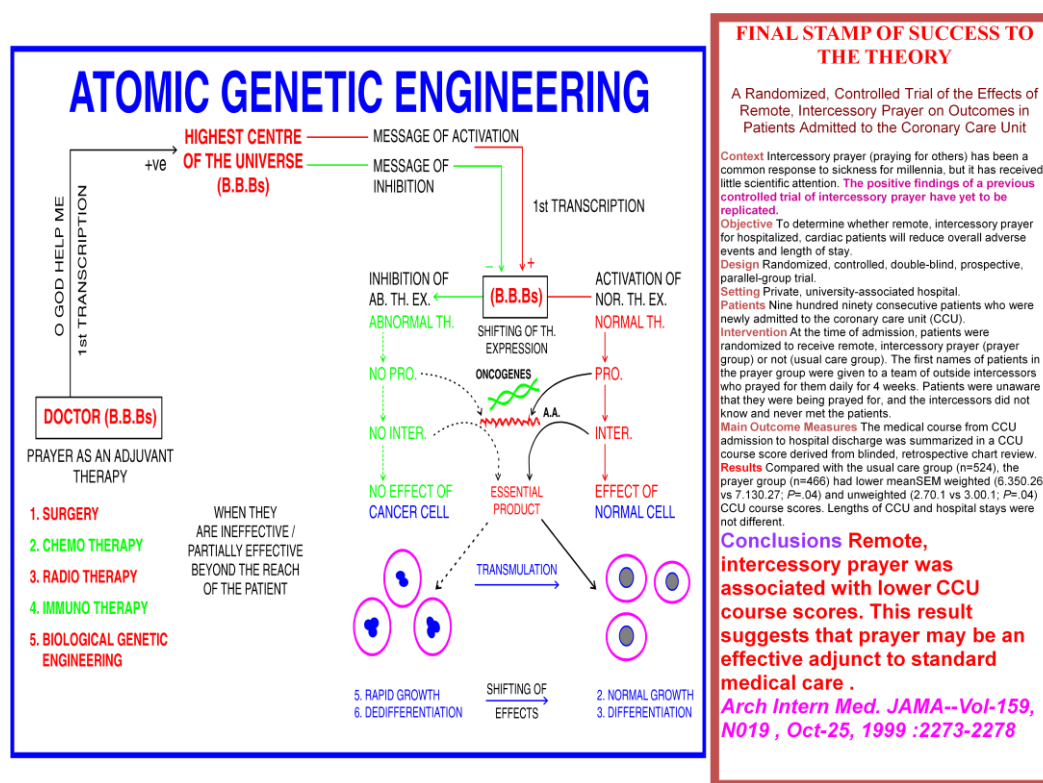 ATOMIC GENETIC ENGINEERING
HIGHEST CENTRE
OF THE UNIVERSE
(B.B.Bs)
+ve
MESSAGE OF ACTIVATION
MESSAGE OF
INHIBITION
1st TRANSCRIPTION
O GOD HELP ME
1st TRANSCRIPTION
– +
INHIBITION OF
AB. TH. EX.
(B.B.Bs)
ACTIVATION OF
NOR. TH. EX.
ABNORMAL TH.
SHIFTING OF TH.
EXPRESSION
NORMAL TH.
NO PRO.
ONCOGENES
PRO.
A.A.
NO INTER.
INTER.
NO EFFECT OF
CANCER CELL
ESSENTIAL
PRODUCT
EFFECT OF
NORMAL CELL
DOCTOR (B.B.Bs)
PRAYER AS AN ADJUVANT
THERAPY
1. SURGERY
2. CHEMO THERAPY
3. RADIO THERAPY
4. IMMUNO THERAPY
5. BIOLOGICAL GENETIC
ENGINEERING
WHEN THEY
ARE INEFFECTIVE /
PARTIALLY EFFECTIVE
BEYOND THE REACH
OF THE PATIENT
TRANSMULATION
5. RAPID GROWTH
6. DEDIFFERENTIATION
SHIFTING OF
EFFECTS
2. NORMAL GROWTH
3. DIFFERENTIATION
FINAL STAMP OF SUCCESS TO
THE THEORY
A Randomized, Controlled Trial of the Effects of
Remote, Intercessory Prayer on Outcomes in
Patients Admitted to the Coronary Care Unit
Context Intercessory prayer (praying for others) has been a
common response to sickness for millennia, but it has received
little scientific attention. The positive findings of a previous
controlled trial of intercessory prayer have yet to be
replicated.
Objective To determine whether remote, intercessory prayer
for hospitalized, cardiac patients will reduce overall adverse
events and length of stay.
Design Randomized, controlled, double-blind, prospective,
parallel-group trial.
Setting Private, university-associated hospital.
Patients Nine hundred ninety consecutive patients who were
newly admitted to the coronary care unit (CCU).
Intervention At the time of admission, patients were
randomized to receive remote, intercessory prayer (prayer
group) or not (usual care group). The first names of patients in
the prayer group were given to a team of outside intercessors
who prayed for them daily for 4 weeks. Patients were unaware
that they were being prayed for, and the intercessors did not
know and never met the patients.
Main Outcome Measures The medical course from CCU
admission to hospital discharge was summarized in a CCU
course score derived from blinded, retrospective chart review.
Results Compared with the usual care group (n=524), the
prayer group (n=466) had lower meanSEM weighted (6.350.26
vs 7.130.27; P=.04) and unweighted (2.70.1 vs 3.00.1; P=.04)
CCU course scores. Lengths of CCU and hospital stays were
not different.
Conclusions Remote,
intercessory prayer was
associated with lower CCU
course scores. This result
suggests that prayer may be an
effective adjunct to standard
medical care .
Arch Intern Med. JAMA--Vol-159,
N019 , Oct-25, 1999 :2273-2278